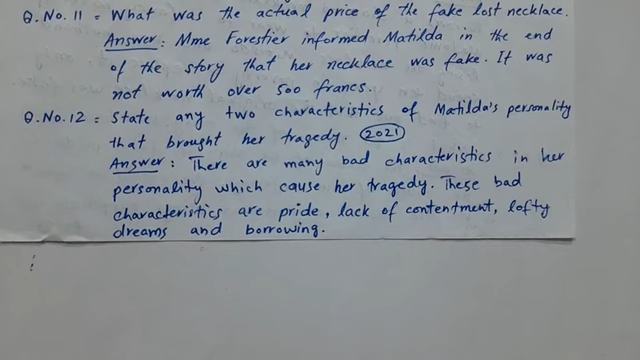 Q.No.11 = What was the actual price of the fake lost necklace.
Answer: Mme Forestier informed Matilda in the end
of the story that her necklace was fake. It was
not worth over 500 francs.
Q.No.12 = State any two characteristics of Matilda's personality
that brought her tragedy. 2021
Answer: There are many bad characteristics in her
personality which cause her tragedy. These bad
characteristics are pride, lack of contentment, lofty
dreams and borrowing.